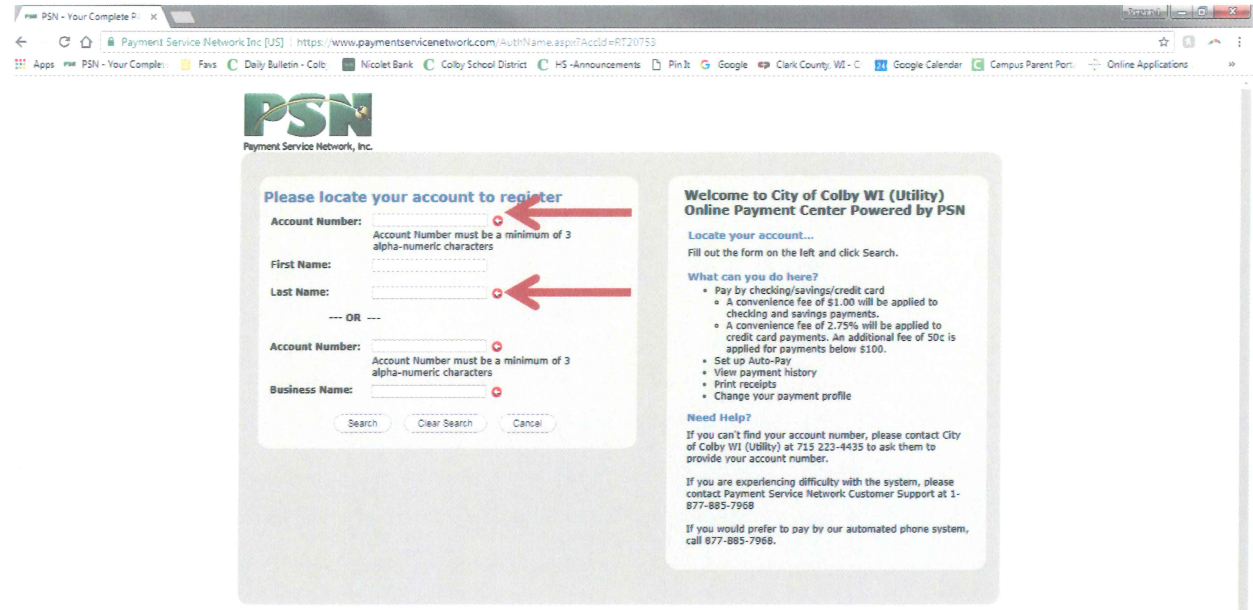 PSN - Your Complete P
Payment Service Network Inc [US] https://www.paymentservicenetwork.com/AuthName.aspx?AccId=RT20753
Apps PSN - Your Complete Favs Daily Bulletin - Colby Nicolet Bank Colby School District HS -Announcements Pin It Google Clark County, WI - C 24 Google Calendar Campus Parent Port Online Applications »
PSN
Payment Service Network, Inc.
Please locate your account to register
Account Number:
Account Number must be a minimum of 3
alpha-numeric characters
First Name:
Last Name:
--- OR ---
Account Number:
Account Number must be a minimum of 3
alpha-numeric characters
Business Name:
Search Clear Search Cancel
Welcome to City of Colby WI (Utility)
Online Payment Center Powered by PSN
Locate your account...
Fill out the form on the left and click Search.
What can you do here?
• Pay by checking/savings/credit card
∘ A convenience fee of $1.00 will be applied to
checking and savings payments.
∘ A convenience fee of 2.75% will be applied to
credit card payments. An additional fee of 50¢ is
applied for payments below $100.
• Set up Auto-Pay
• View payment history
• Print receipts
• Change your payment profile
Need Help?
If you can't find your account number, please contact City
of Colby WI (Utility) at 715 223-4435 to ask them to
provide your account number.
If you are experiencing difficulty with the system, please
contact Payment Service Network Customer Support at 1-
877-885-7968
If you would prefer to pay by our automated phone system,
call 877-885-7968.